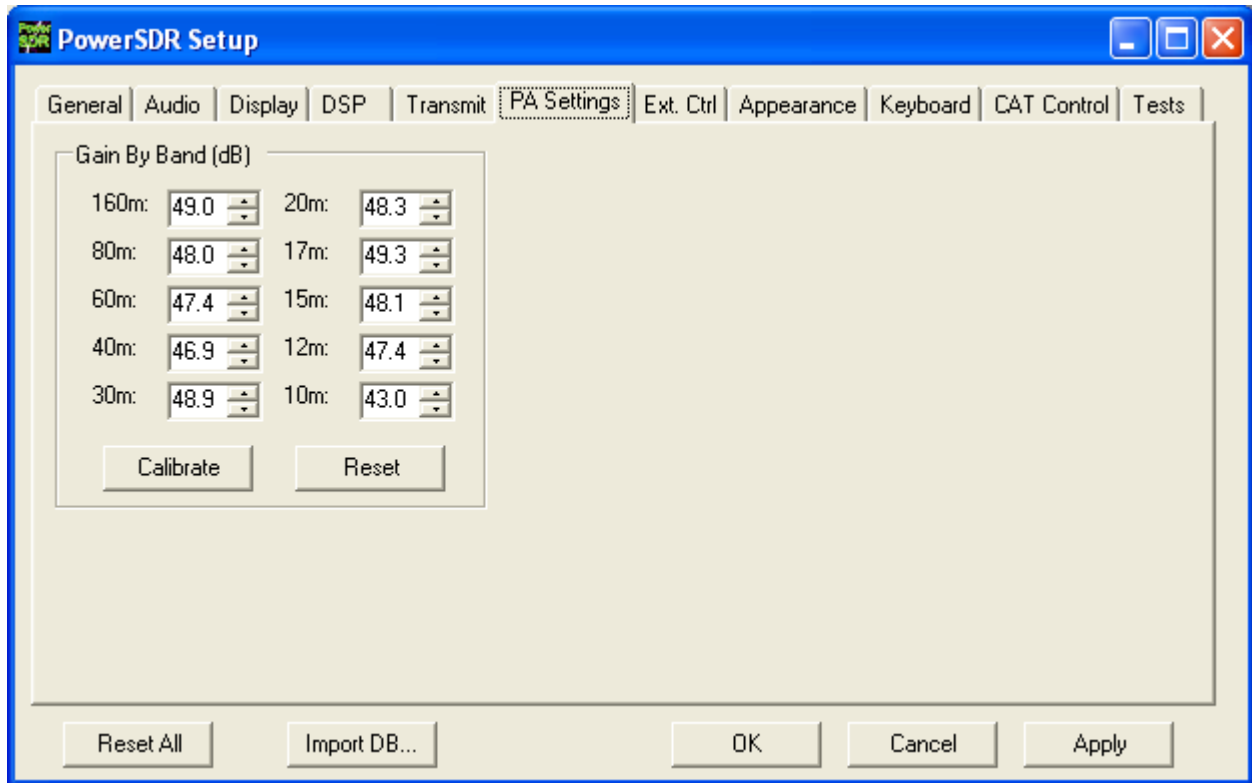 PowerSDR Setup
General Audio Display DSP Transmit PA Settings Ext. Ctrl Appearance Keyboard CAT Control Tests
Gain By Band (dB)
160m: 49.0 20m: 48.3
80m: 48.0 17m: 49.3
60m: 47.4 15m: 48.1
40m: 46.9 12m: 47.4
30m: 48.9 10m: 43.0
Calibrate Reset
Reset All Import DB... OK Cancel Apply